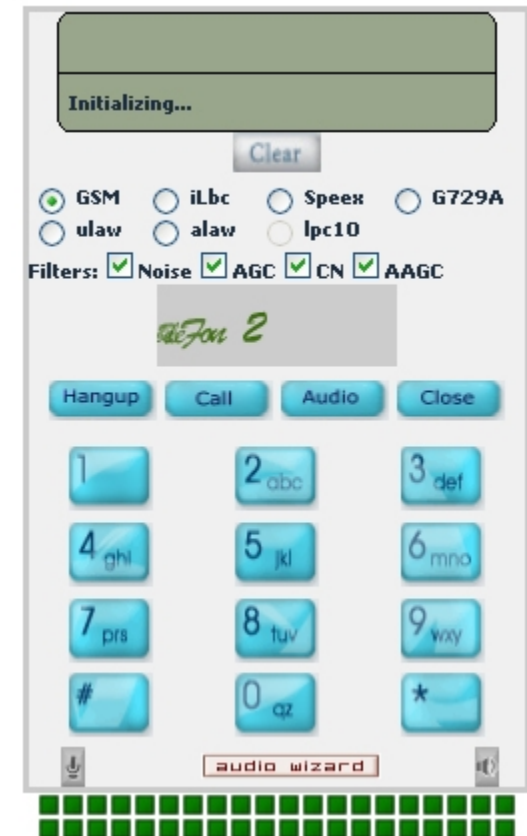 Initializing...
Clear
GSM iLbc Speex G729A
ulaw alaw lpc10
Filters: Noise AGC CN AAGC
2
Hangup Call Audio Close
1 2 abc 3 def
4 ghi 5 jkl 6 mno
7 prs 8 tuv 9 wxy
# 0 qz *
audio wizard